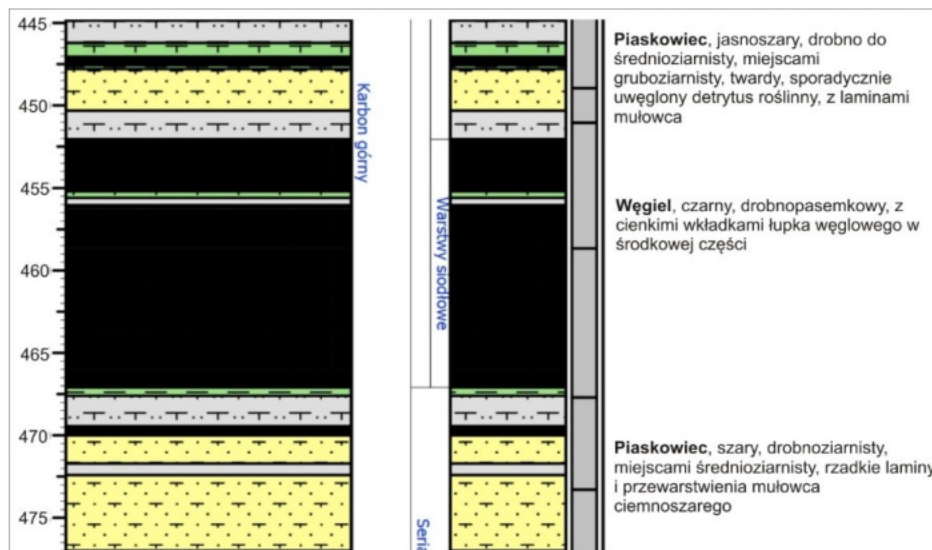 445
450
455
460
465
470
475
Karbon górny
Warstwy siodłowe
Seria
Piaskowiec, jasnoszary, drobno do
średnioziarnisty, miejscami
gruboziarnisty, twardy, sporadycznie
uwęglony detrytus roślinny, z laminami
mułowca
Węgiel, czarny, drobnopasemkowy, z
cienkimi wkładkami łupka węglowego w
środkowej części
Piaskowiec, szary, drobnoziarnisty,
miejscami średnioziarnisty, rzadkie laminy
i przewarstwienia mułowca
ciemnoszarego